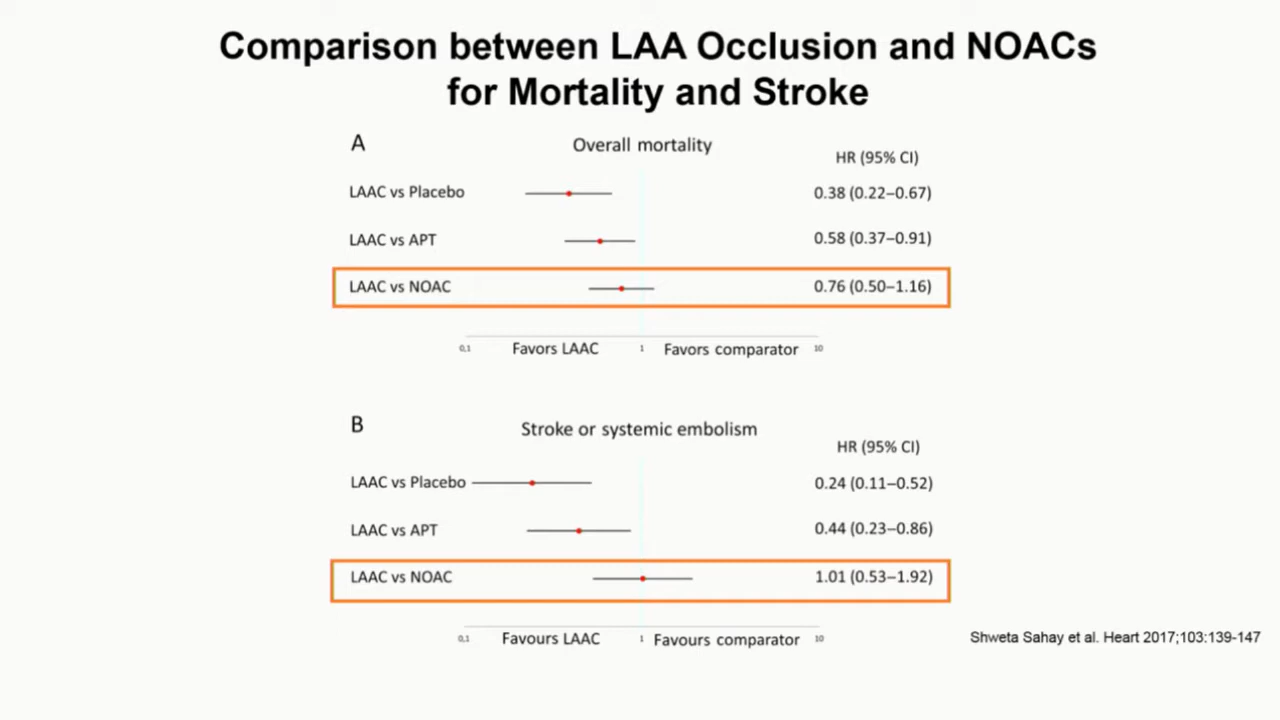 Comparison between LAA Occlusion and NOACs
for Mortality and Stroke
A
Overall mortality
HR (95% CI)
LAAC vs Placebo
0.38 (0.22–0.67)
LAAC vs APT
0.58 (0.37–0.91)
LAAC vs NOAC
0.76 (0.50–1.16)
0,1 Favors LAAC 1 Favors comparator 10
B
Stroke or systemic embolism
HR (95% CI)
LAAC vs Placebo
0.24 (0.11–0.52)
LAAC vs APT
0.44 (0.23–0.86)
LAAC vs NOAC
1.01 (0.53–1.92)
0,1 Favours LAAC 1 Favours comparator 10
Shweta Sahay et al. Heart 2017;103:139-147